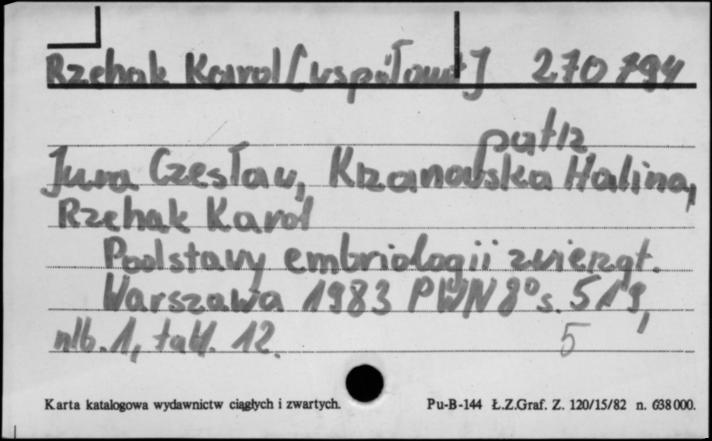 Rzehak Karol [współaut] 270 794
patrz
Jura Czesław, Krzanowska Halina,
Rzehak Karol
Podstawy embriologii zwierząt.
Warszawa 1983 PWN 8° s. 519,
nlb. 1, tabl. 12.
5
Karta katalogowa wydawnictw ciągłych i zwartych. Pu-B-144 Ł.Z.Graf. Z. 120/15/82 n. 638 000.